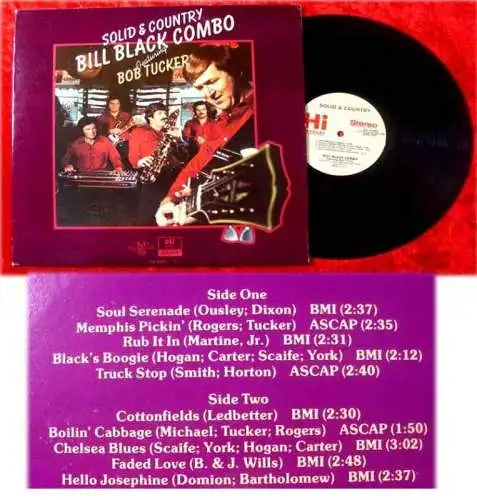 SOLID & COUNTRY
BILL BLACK COMBO
featuring
BOB TUCKER
SOLID & COUNTRY
Hi
Stereo
BILL BLACK COMBO
Side One
Soul Serenade (Ousley; Dixon) BMI (2:37)
Memphis Pickin' (Rogers; Tucker) ASCAP (2:35)
Rub It In (Martine, Jr.) BMI (2:31)
Black's Boogie (Hogan; Carter; Scaife; York) BMI (2:12)
Truck Stop (Smith; Horton) ASCAP (2:40)
Side Two
Cottonfields (Ledbetter) BMI (2:30)
Boilin' Cabbage (Michael; Tucker; Rogers) ASCAP (1:50)
Chelsea Blues (Scaife; York; Hogan; Carter) BMI (3:02)
Faded Love (B. & J. Wills) BMI (2:48)
Hello Josephine (Domion; Bartholomew) BMI (2:37)